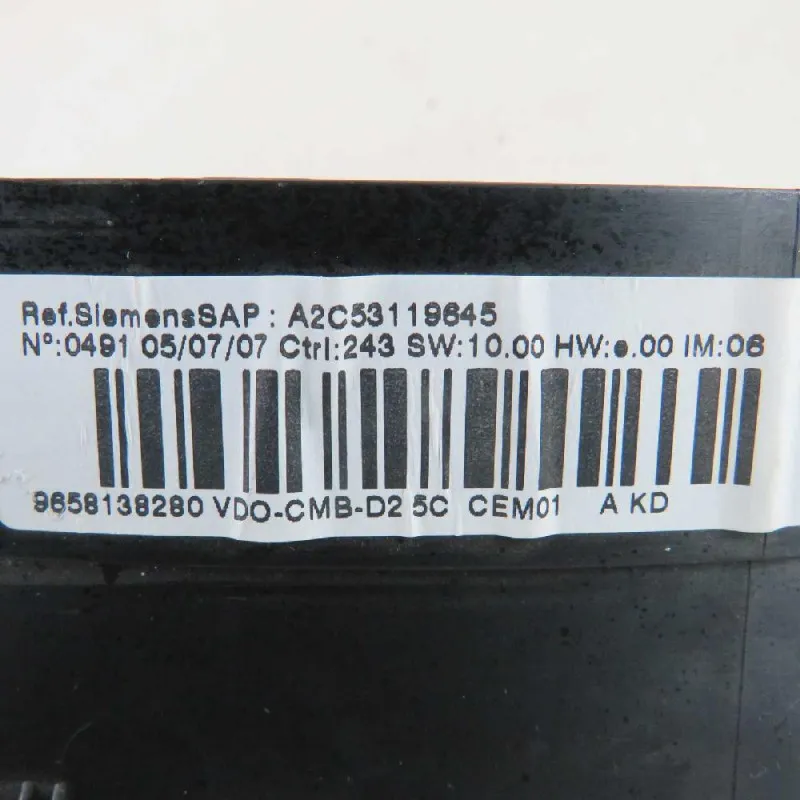 Ref.SiemensSAP : A2C53119645
Nº:0491 05/07/07 Ctrl:243 SW:10.00 HW:e.00 IM:06
9658138280 VDO-CMB-D2 5C CEM01 A KD